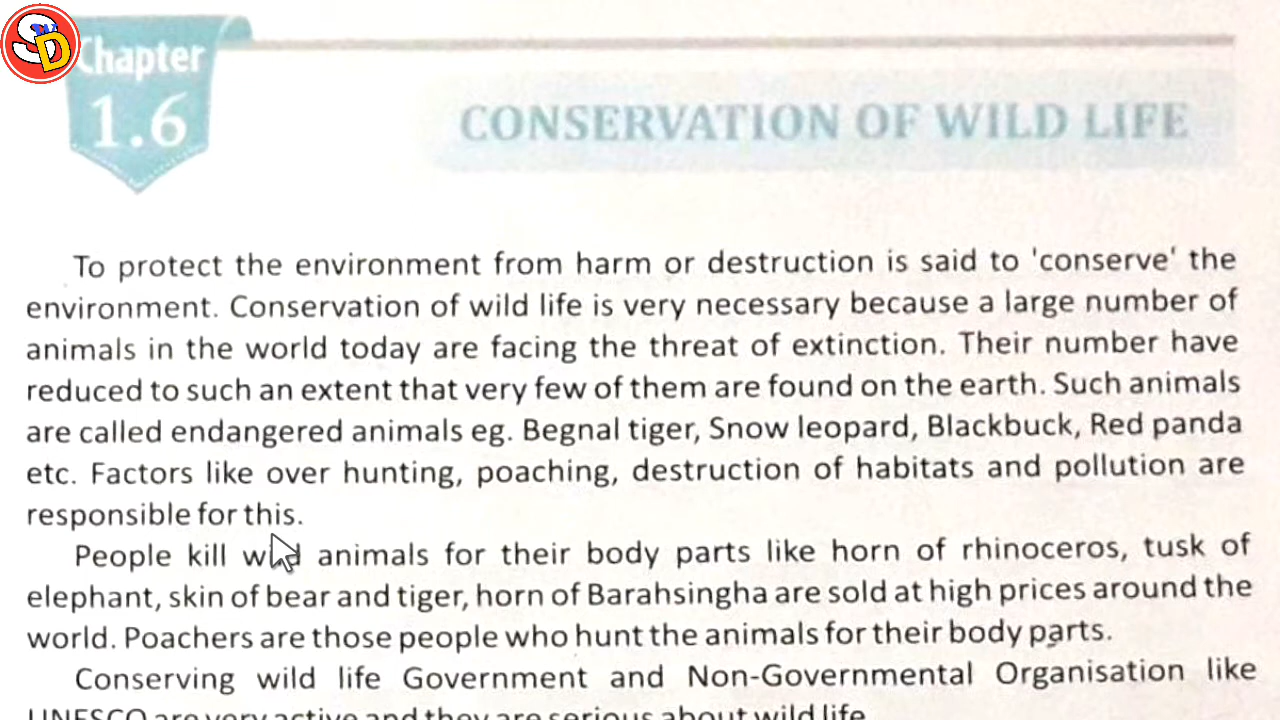 SD
Chapter
1.6
CONSERVATION OF WILD LIFE
To protect the environment from harm or destruction is said to 'conserve' the
environment. Conservation of wild life is very necessary because a large number of
animals in the world today are facing the threat of extinction. Their number have
reduced to such an extent that very few of them are found on the earth. Such animals
are called endangered animals eg. Begnal tiger, Snow leopard, Blackbuck, Red panda
etc. Factors like over hunting, poaching, destruction of habitats and pollution are
responsible for this.
People kill wild animals for their body parts like horn of rhinoceros, tusk of
elephant, skin of bear and tiger, horn of Barahsingha are sold at high prices around the
world. Poachers are those people who hunt the animals for their body parts.
Conserving wild life Government and Non-Governmental Organisation like
UNESCO are very active and they are serious about wild life.